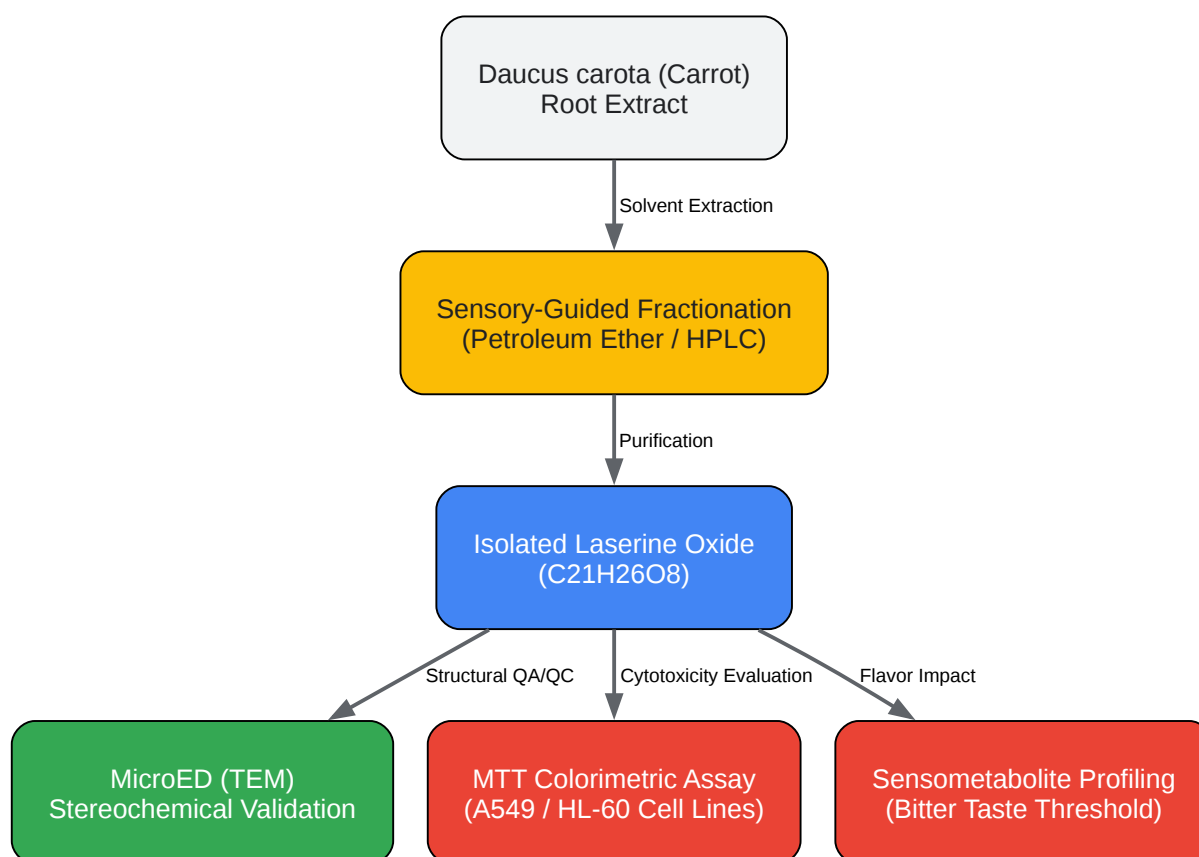 Daucus carota (Carrot)
Root Extract
Solvent Extraction
Sensory-Guided Fractionation
(Petroleum Ether / HPLC)
Purification
Isolated Laserine Oxide
(C21H26O8)
Structural QA/QC
Cytotoxicity Evaluation
Flavor Impact
MicroED (TEM)
Stereochemical Validation
MTT Colorimetric Assay
(A549 / HL-60 Cell Lines)
Sensometabolite Profiling
(Bitter Taste Threshold)